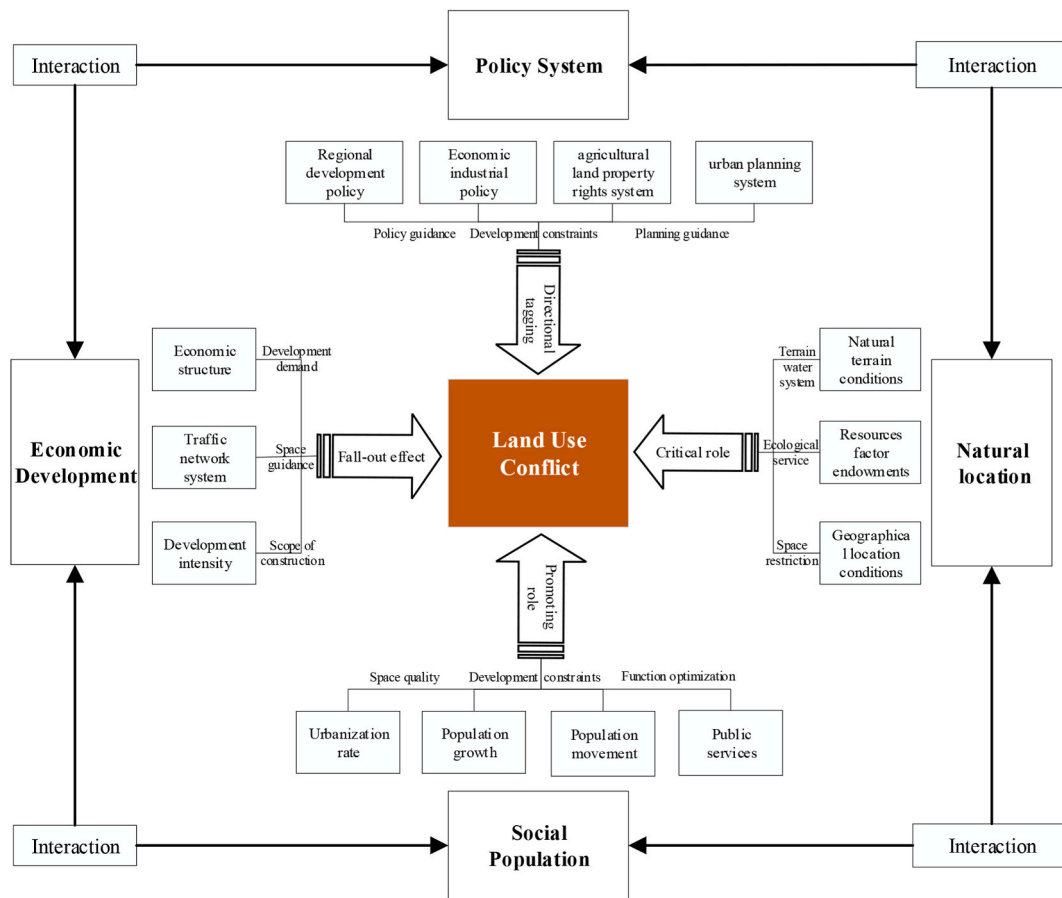 Interaction
Policy System
Interaction
Regional
development
policy
Economic
industrial
policy
agricultural
land property
rights system
urban planning
system
Policy guidance
Development constraints
Planning guidance
Directional
tagging
Economic
Development
Economic
structure
Development
demand
Traffic
network
system
Space
guidance
Development
intensity
Scope of
construction
Fall-out effect
Land Use
Conflict
Critical role
Terrain
water
system
Natural
terrain
conditions
Ecological
service
Resources
factor
endowments
Space
restriction
Geographica
l location
conditions
Natural
location
Promoting
role
Space quality
Development constraints
Function optimization
Urbanization
rate
Population
growth
Population
movement
Public
services
Interaction
Social
Population
Interaction